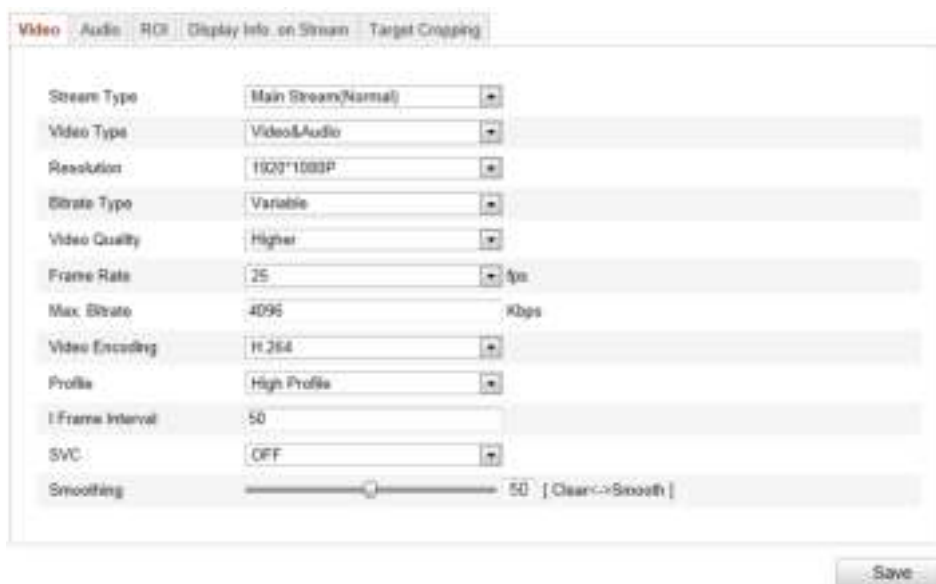 Video Audio ROI Display Info. on Stream Target Cropping
Stream Type Main Stream(Normal)
Video Type Video&Audio
Resolution 1920*1080P
Bitrate Type Variable
Video Quality Higher
Frame Rate 25 fps
Max. Bitrate 4096 Kbps
Video Encoding H.264
Profile High Profile
I Frame Interval 50
SVC OFF
Smoothing 50 [ Clear<->Smooth ]
Save